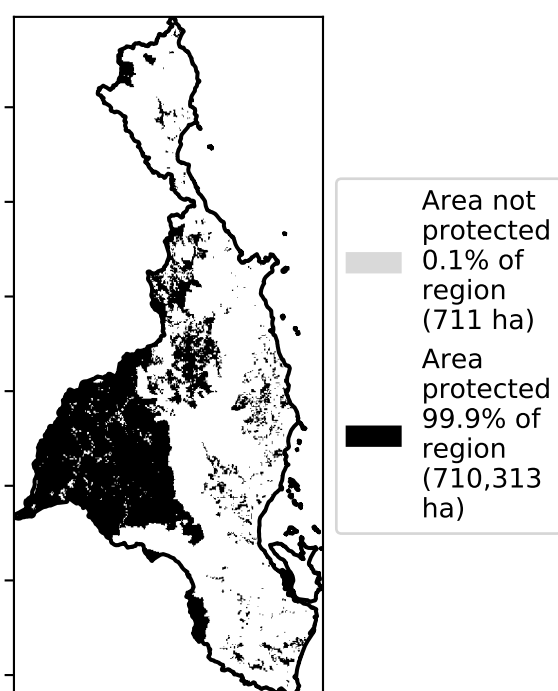 Area not
protected
0.1% of
region
(711 ha)
Area
protected
99.9% of
region
(710,313
ha)